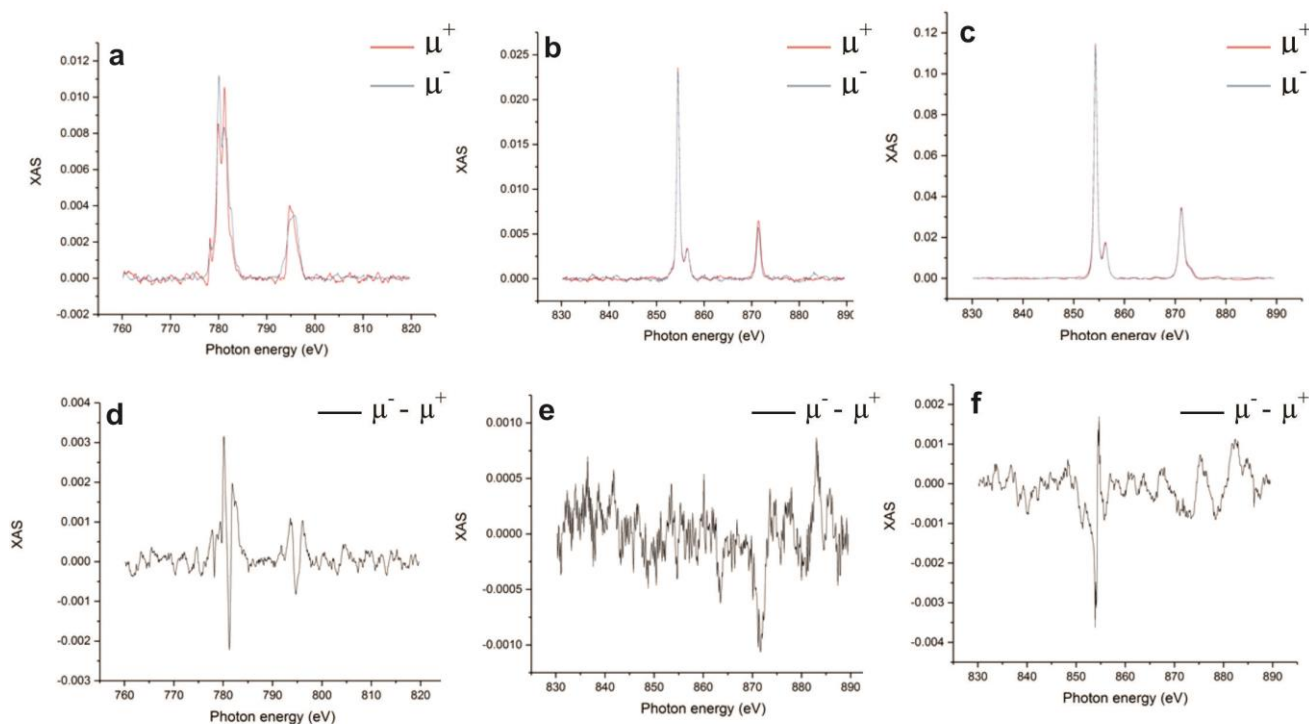 a
μ+
μ-
0.012
0.010
0.008
0.006
0.004
0.002
0.000
-0.002
XAS
760 770 780 790 800 810 820
Photon energy (eV)
b
μ+
μ-
0.025
0.020
0.015
0.010
0.005
0.000
XAS
830 840 850 860 870 880 890
Photon energy (eV)
c
μ+
μ-
0.12
0.10
0.08
0.06
0.04
0.02
0.00
XAS
830 840 850 860 870 880 890
Photon energy (eV)
d
μ- - μ+
0.004
0.003
0.002
0.001
0.000
-0.001
-0.002
-0.003
XAS
760 770 780 790 800 810 820
Photon energy (eV)
e
μ- - μ+
0.0010
0.0005
0.0000
-0.0005
-0.0010
XAS
830 840 850 860 870 880 890
Photon energy (eV)
f
μ- - μ+
0.002
0.001
0.000
-0.001
-0.002
-0.003
-0.004
XAS
830 840 850 860 870 880 890
Photon energy (eV)